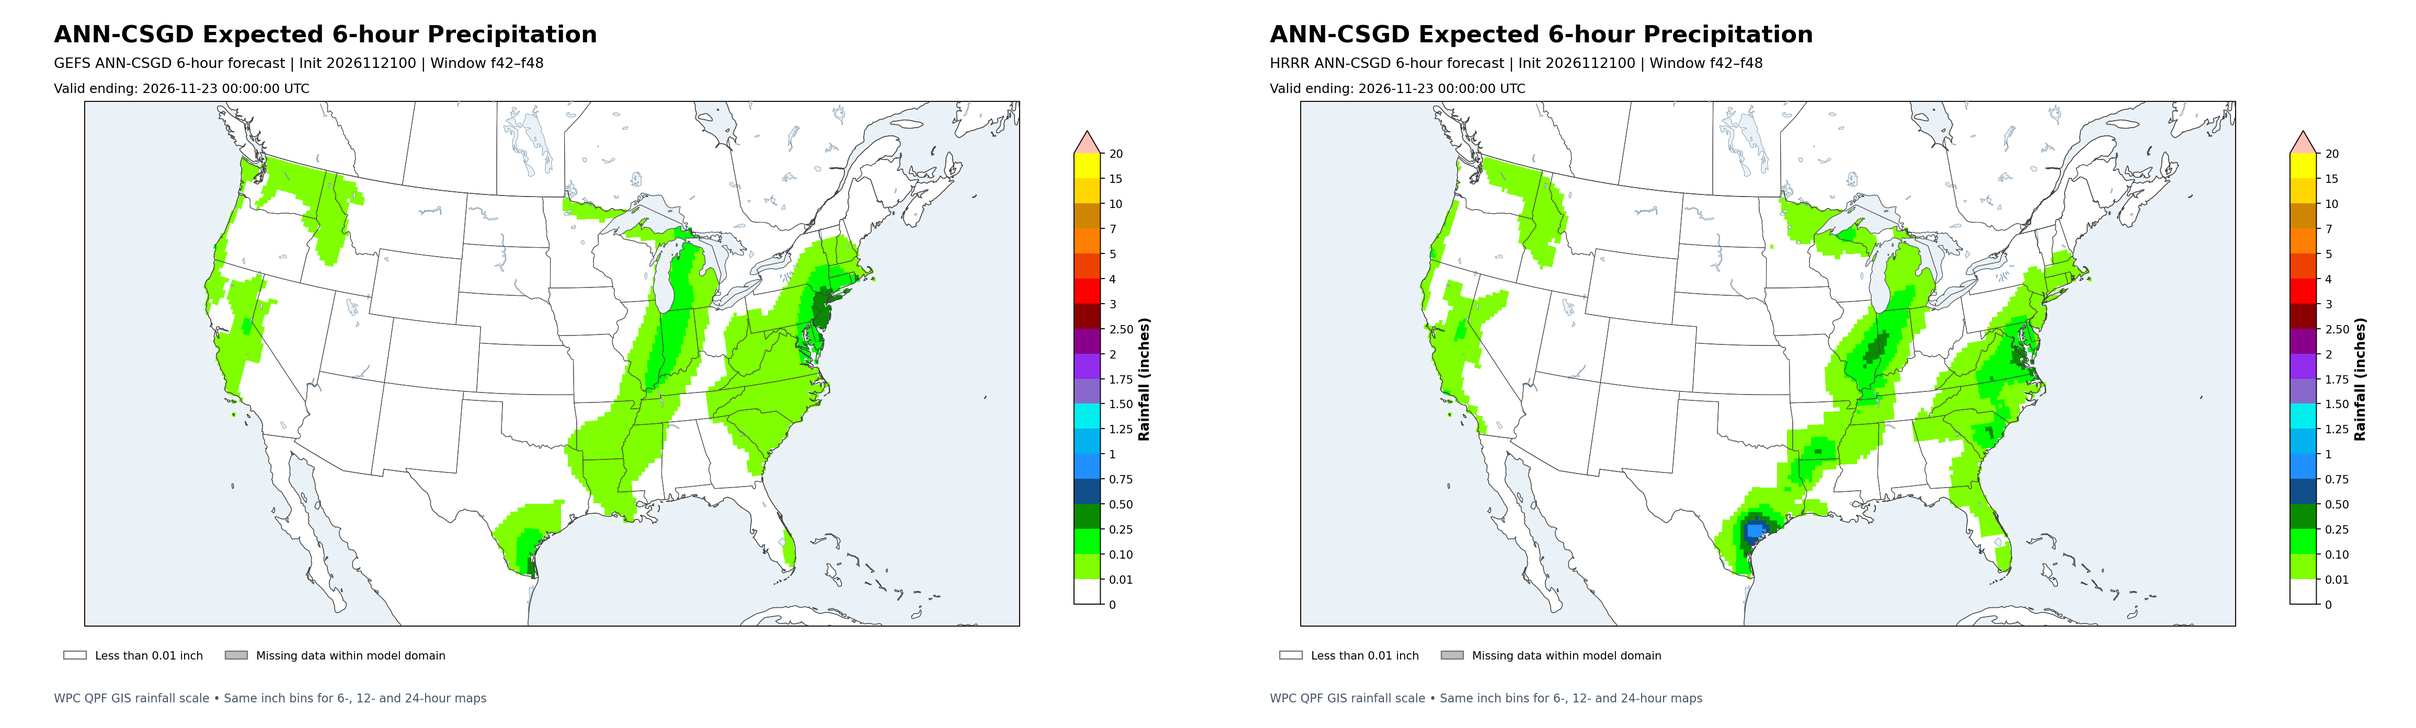 ANN-CSGD Expected 6-hour Precipitation
GEFS ANN-CSGD 6-hour forecast | Init 2026112100 | Window f42–f48
Valid ending: 2026-11-23 00:00:00 UTC
20
15
10
7
5
4
3
2.50
2
1.75
1.50
1.25
1
0.75
0.50
0.25
0.10
0.01
0
Rainfall (inches)
Less than 0.01 inch
Missing data within model domain
WPC QPF GIS rainfall scale • Same inch bins for 6-, 12- and 24-hour maps
ANN-CSGD Expected 6-hour Precipitation
HRRR ANN-CSGD 6-hour forecast | Init 2026112100 | Window f42–f48
Valid ending: 2026-11-23 00:00:00 UTC
20
15
10
7
5
4
3
2.50
2
1.75
1.50
1.25
1
0.75
0.50
0.25
0.10
0.01
0
Rainfall (inches)
Less than 0.01 inch
Missing data within model domain
WPC QPF GIS rainfall scale • Same inch bins for 6-, 12- and 24-hour maps